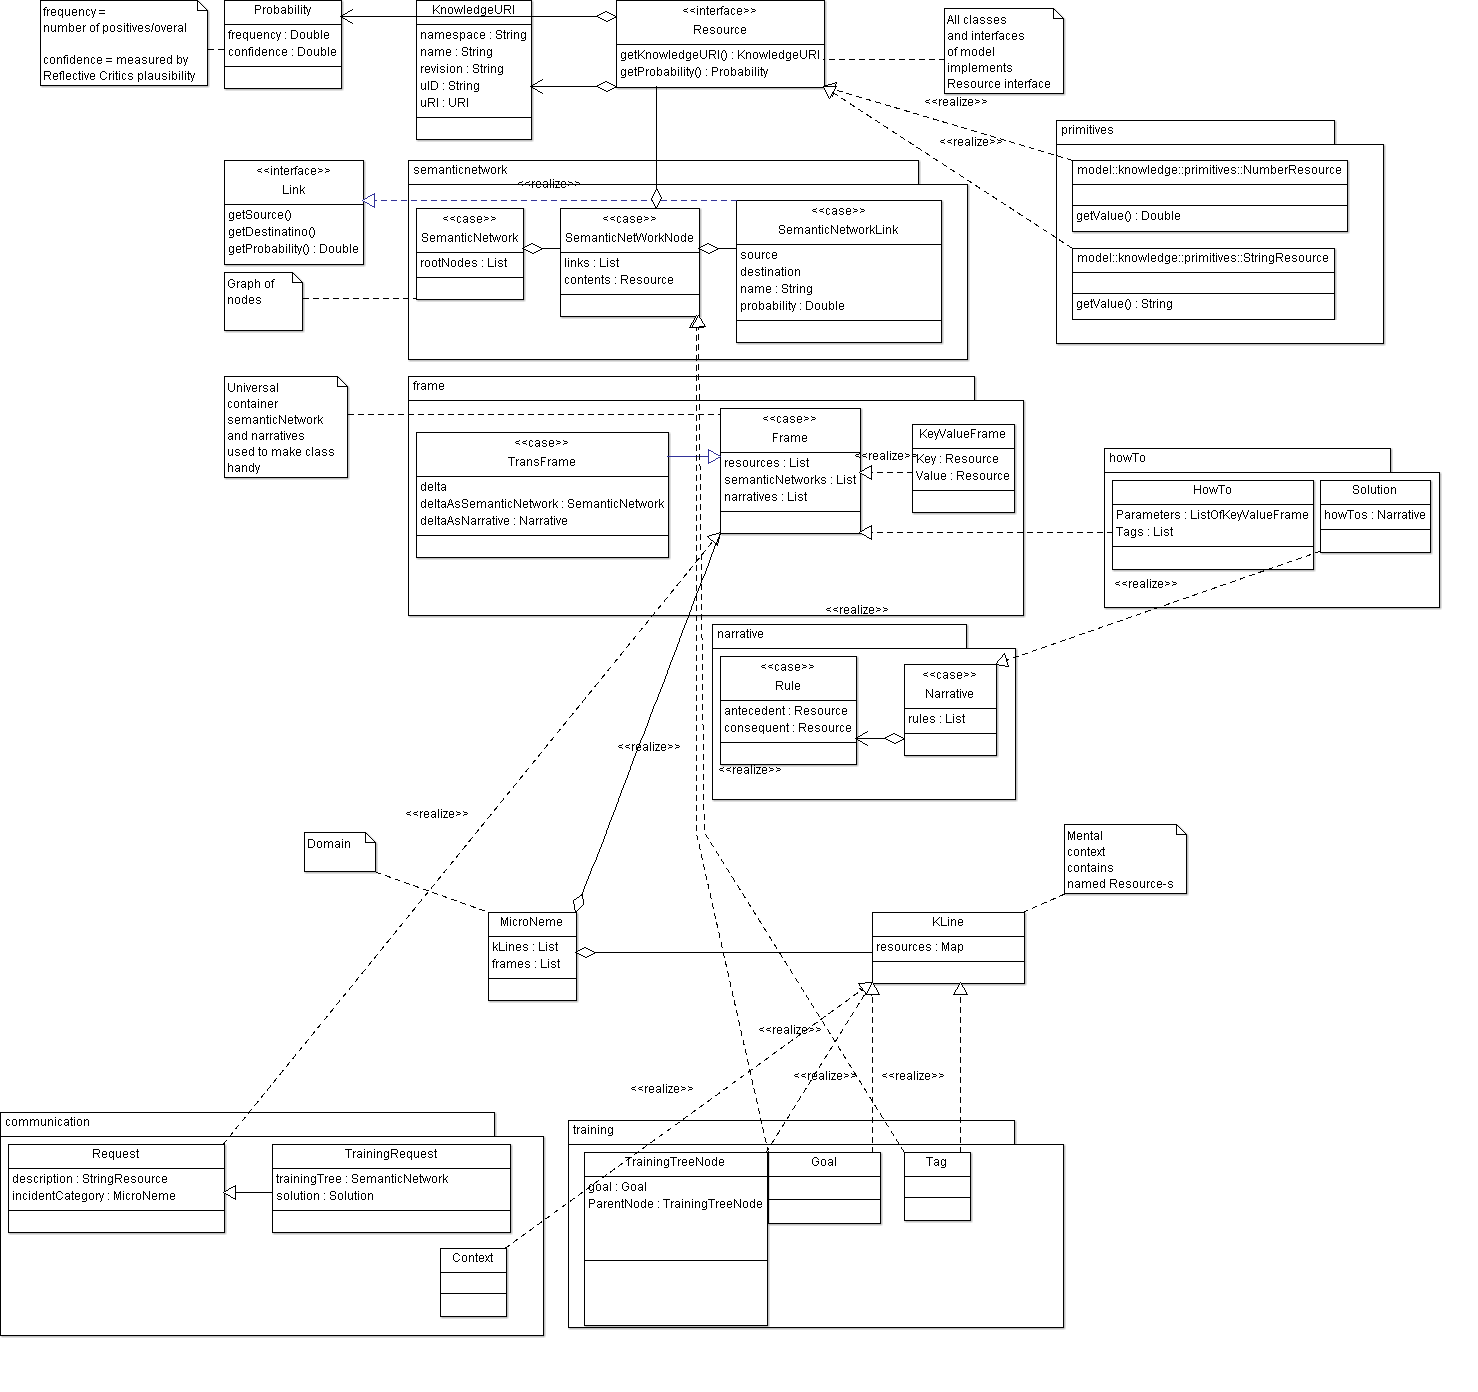 frequency =
number of positives/overal
confidence = measured by
Reflective Critics plausibility
Probability
frequency : Double
confidence : Double
KnowledgeURI
namespace : String
name : String
revision : String
uID : String
uRI : URI
<<interface>>
Resource
getKnowledgeURI() : KnowledgeURI
getProbability() : Probability
All classes
and interfaces
of model
implements
Resource interface
<<realize>>
<<realize>>
primitives
model::knowledge::primitives::NumberResource
getValue() : Double
model::knowledge::primitives::StringResource
getValue() : String
<<interface>>
Link
getSource()
getDestinatino()
getProbability() : Double
semanticnetwork
<<realize>>
<<case>>
SemanticNetwork
rootNodes : List
<<case>>
SemanticNetWorkNode
links : List
contents : Resource
<<case>>
SemanticNetworkLink
source
destination
name : String
probability : Double
Graph of
nodes
Universal
container
semanticNetwork
and narratives
used to make class
handy
frame
<<case>>
TransFrame
delta
deltaAsSemanticNetwork : SemanticNetwork
deltaAsNarrative : Narrative
<<case>>
Frame
resources : List
semanticNetworks : List
narratives : List
<<realize>>
KeyValueFrame
Key : Resource
Value : Resource
howTo
HowTo
Parameters : ListOfKeyValueFrame
Tags : List
Solution
howTos : Narrative
<<realize>>
<<realize>>
narrative
<<case>>
Rule
antecedent : Resource
consequent : Resource
<<case>>
Narrative
rules : List
<<realize>>
<<realize>>
<<realize>>
Domain
Mental
context
contains
named Resource-s
MicroNeme
kLines : List
frames : List
KLine
resources : Map
<<realize>>
<<realize>>
<<realize>>
<<realize>>
communication
Request
description : StringResource
incidentCategory : MicroNeme
TrainingRequest
trainingTree : SemanticNetwork
solution : Solution
Context
training
TrainingTreeNode
goal : Goal
ParentNode : TrainingTreeNode
Goal
Tag